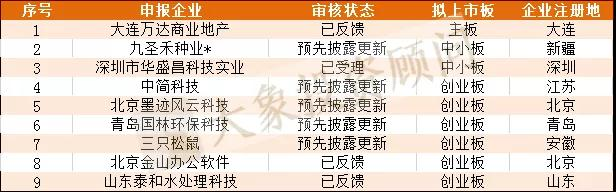 序号 申报企业 审核状态 拟上市板 企业注册地
1 大连万达商业地产 已反馈 主板 大连
2 九圣禾种业* 预先披露更新 中小板 新疆
3 深圳市华盛昌科技实业 已受理 中小板 深圳
4 中简科技 预先披露更新 创业板 江苏
5 北京墨迹风云科技 预先披露更新 创业板 北京
6 青岛国林环保科技 预先披露更新 创业板 青岛
7 三只松鼠 预先披露更新 创业板 安徽
8 北京金山办公软件 已反馈 创业板 北京
9 山东泰和水处理科技 已反馈 创业板 山东